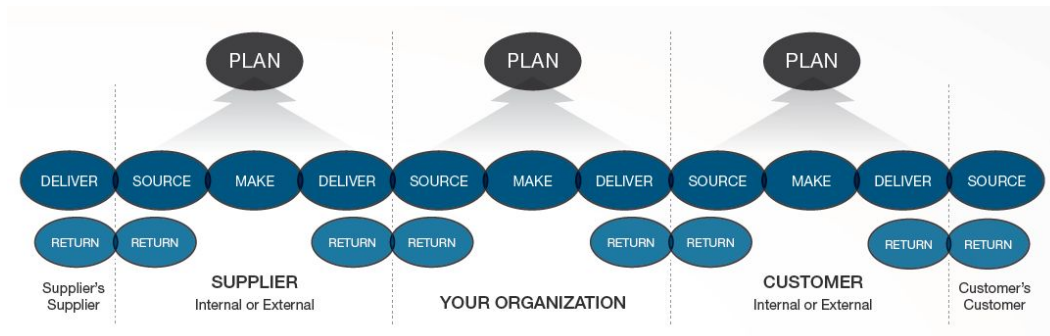 PLAN PLAN PLAN
DELIVER SOURCE MAKE DELIVER SOURCE MAKE DELIVER SOURCE MAKE DELIVER SOURCE
RETURN RETURN RETURN RETURN RETURN RETURN RETURN RETURN
Supplier's
Supplier
SUPPLIER
Internal or External
YOUR ORGANIZATION
CUSTOMER
Internal or External
Customer's
Customer